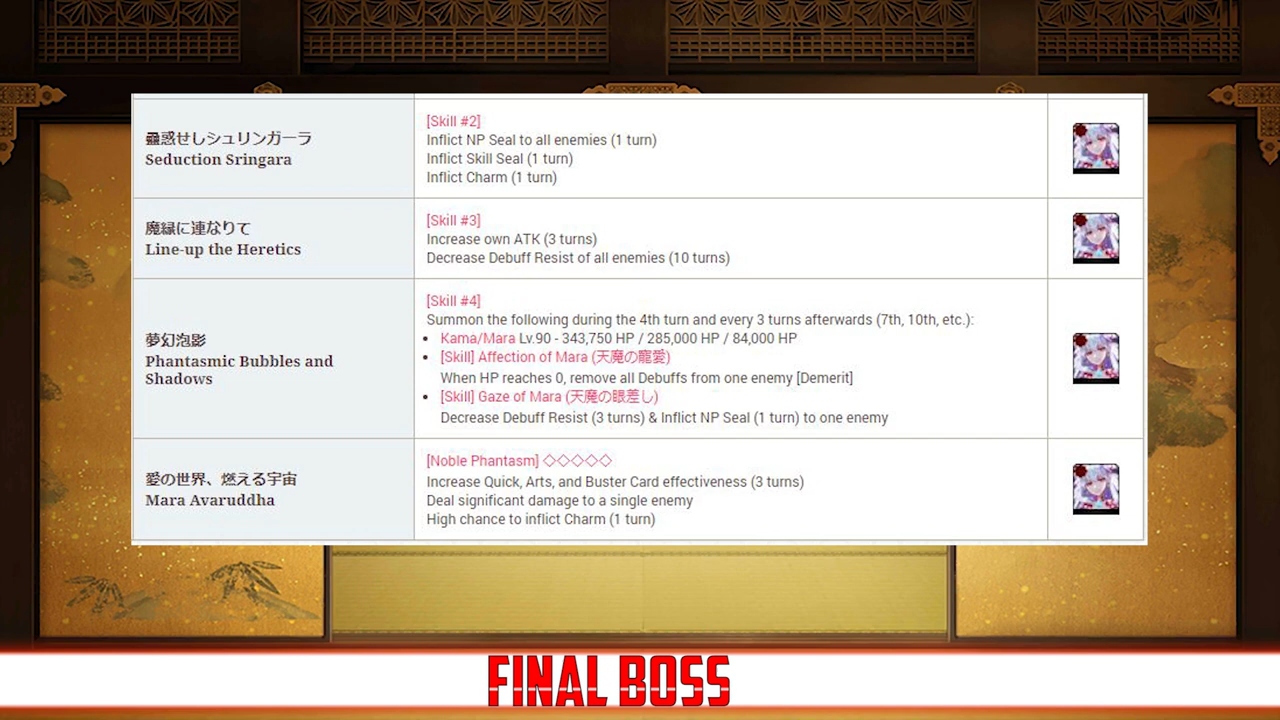 蠱惑せしシュリンガーラ
Seduction Sringara
[Skill #2]
Inflict NP Seal to all enemies (1 turn)
Inflict Skill Seal (1 turn)
Inflict Charm (1 turn)
魔縁に連なりて
Line-up the Heretics
[Skill #3]
Increase own ATK (3 turns)
Decrease Debuff Resist of all enemies (10 turns)
夢幻泡影
Phantasmic Bubbles and
Shadows
[Skill #4]
Summon the following during the 4th turn and every 3 turns afterwards (7th, 10th, etc.):
• Kama/Mara Lv.90 - 343,750 HP / 285,000 HP / 84,000 HP
• [Skill] Affection of Mara (天魔の寵愛)
When HP reaches 0, remove all Debuffs from one enemy [Demerit]
• [Skill] Gaze of Mara (天魔の眼差し)
Decrease Debuff Resist (3 turns) & Inflict NP Seal (1 turn) to one enemy
愛の世界、燃える宇宙
Mara Avaruddha
[Noble Phantasm] ◇◇◇◇◇
Increase Quick, Arts, and Buster Card effectiveness (3 turns)
Deal significant damage to a single enemy
High chance to inflict Charm (1 turn)
FINAL BOSS